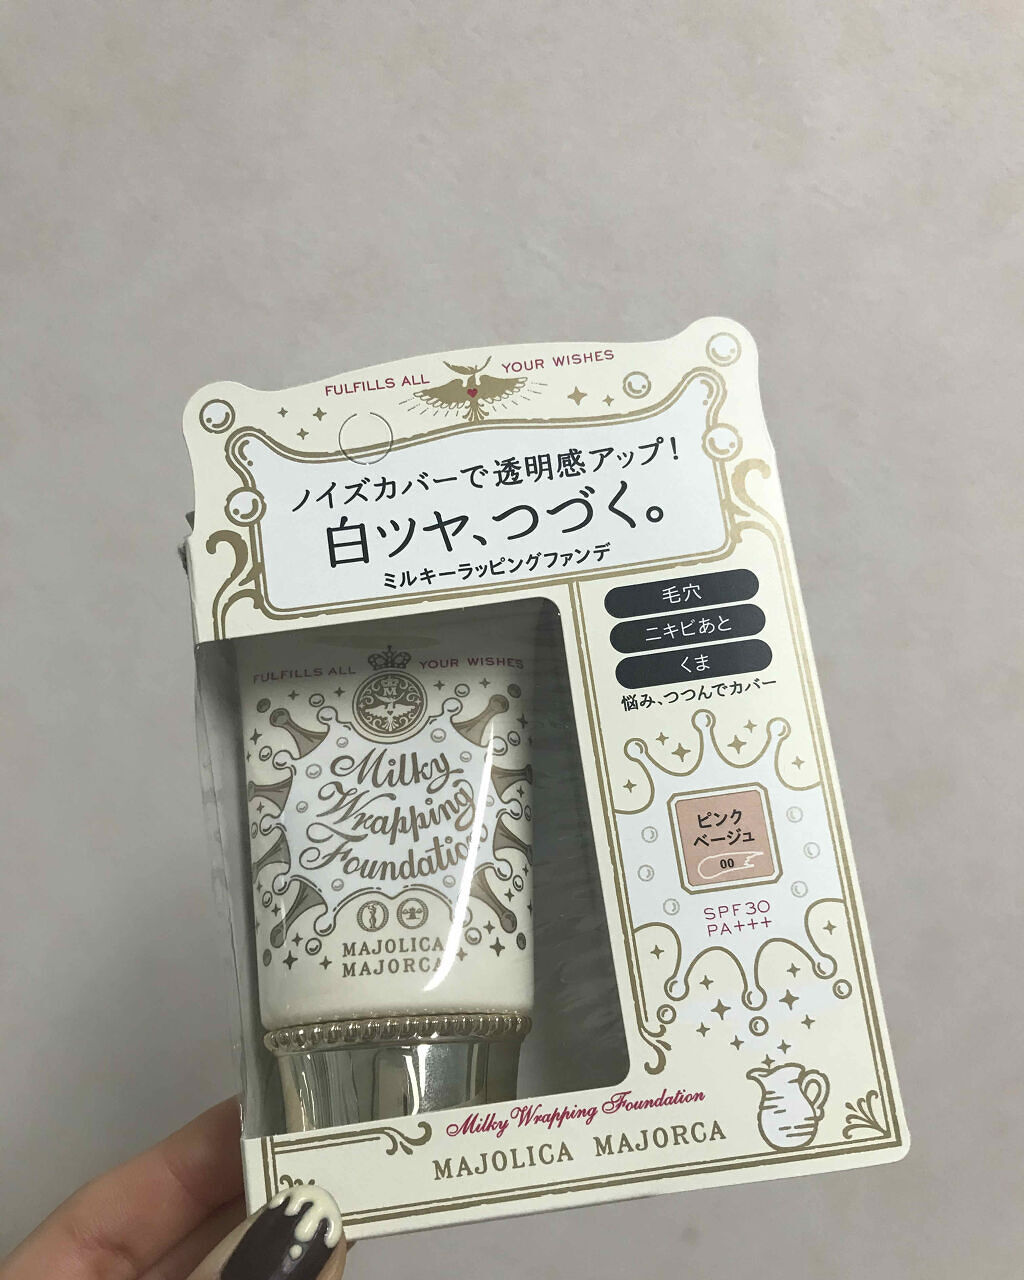 FULFILLS ALL YOUR WISHES
ノイズカバーで透明感アップ!
白ツヤ、つづく。
ミルキーラッピングファンデ
毛穴
ニキビあと
くま
悩み、つつんでカバー
ピンク
ベージュ
00
SPF30
PA+++
FULFILLS ALL YOUR WISHES
M
Milky
Wrapping
Foundation
MAJOLICA
MAJORCA
Milky Wrapping Foundation
MAJOLICA MAJORCA